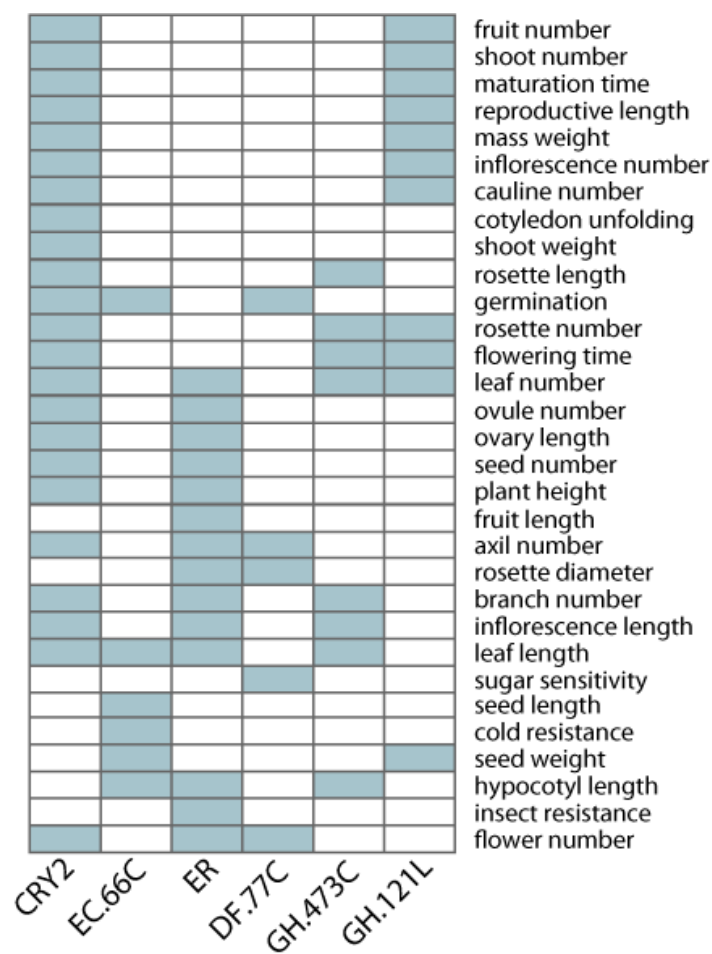 fruit number
shoot number
maturation time
reproductive length
mass weight
inflorescence number
cauline number
cotyledon unfolding
shoot weight
rosette length
germination
rosette number
flowering time
leaf number
ovule number
ovary length
seed number
plant height
fruit length
axil number
rosette diameter
branch number
inflorescence length
leaf length
sugar sensitivity
seed length
cold resistance
seed weight
hypocotyl length
insect resistance
flower number
CRY2
EC.66C
ER
DF.77C
GH.473C
GH.121L